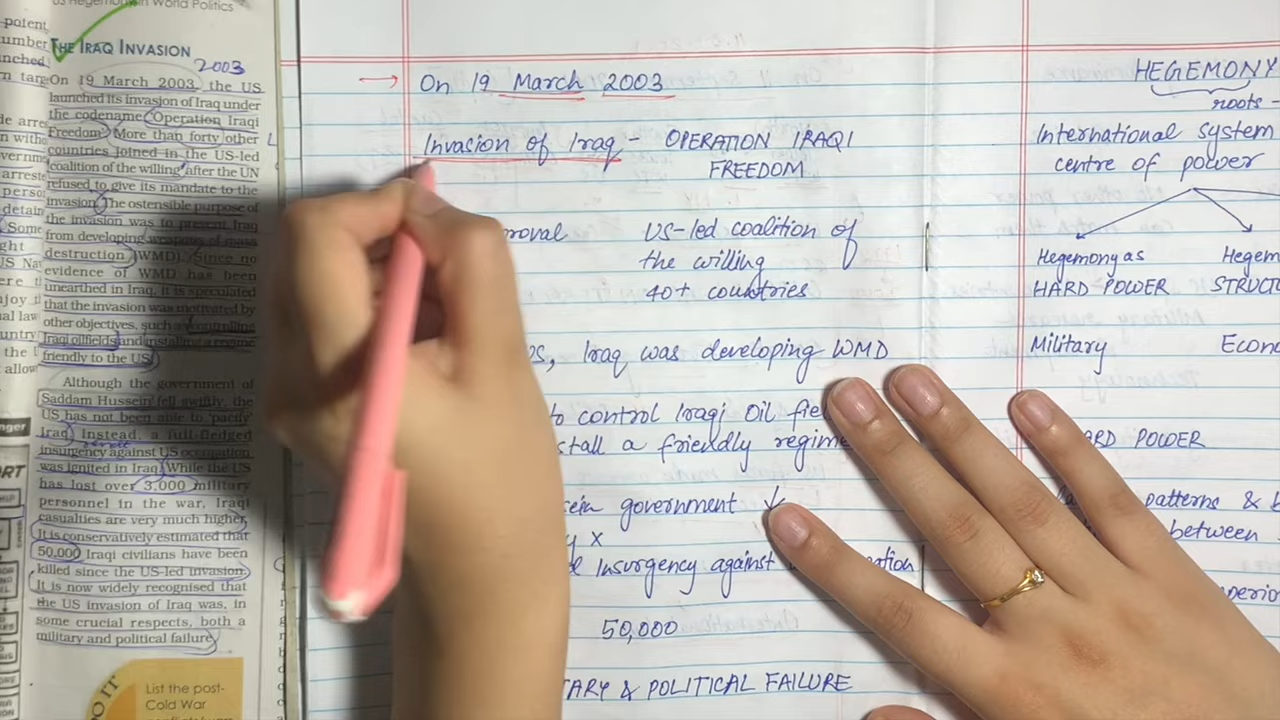 US Hegemony in World Politics
THE IRAQ INVASION
2003
On 19 March 2003, the US
launched its invasion of Iraq under
the codename 'Operation Iraqi
Freedom'. More than forty other
countries joined in the US-led
'coalition of the willing' after the UN
refused to give its mandate to the
invasion. The ostensible purpose of
the invasion was to prevent Iraq
from developing weapons of mass
destruction (WMD). Since no
evidence of WMD has been
unearthed in Iraq, it is speculated
that the invasion was motivated by
other objectives, such as controlling
Iraqi oilfields and installing a regime
friendly to the US.
Although the government of
Saddam Hussein fell swiftly, the
US has not been able to 'pacify'
Iraq. Instead, a full-fledged
insurgency against US occupation
was ignited in Iraq. While the US
has lost over 3,000 military
personnel in the war, Iraqi
casualties are very much higher.
It is conservatively estimated that
50,000 Iraqi civilians have been
killed since the US-led invasion.
It is now widely recognised that
the US invasion of Iraq was, in
some crucial respects, both a
military and political failure.
List the post-
Cold War
→ On 19 March 2003
Invasion of Iraq - OPERATION IRAQI
FREEDOM
roval US-led coalition of
the willing
40+ countries
os, Iraq was developing WMD
to control Iraqi Oil fie
stall a friendly regime
sein government ↓
y x
Insurgency against ation
50,000
TARY & POLITICAL FAILURE
HEGEMONY
roots -
International system
centre of power
Hegemony as Hegem
HARD POWER STRUCTU
Military Econo
ARD POWER
patterns &
between